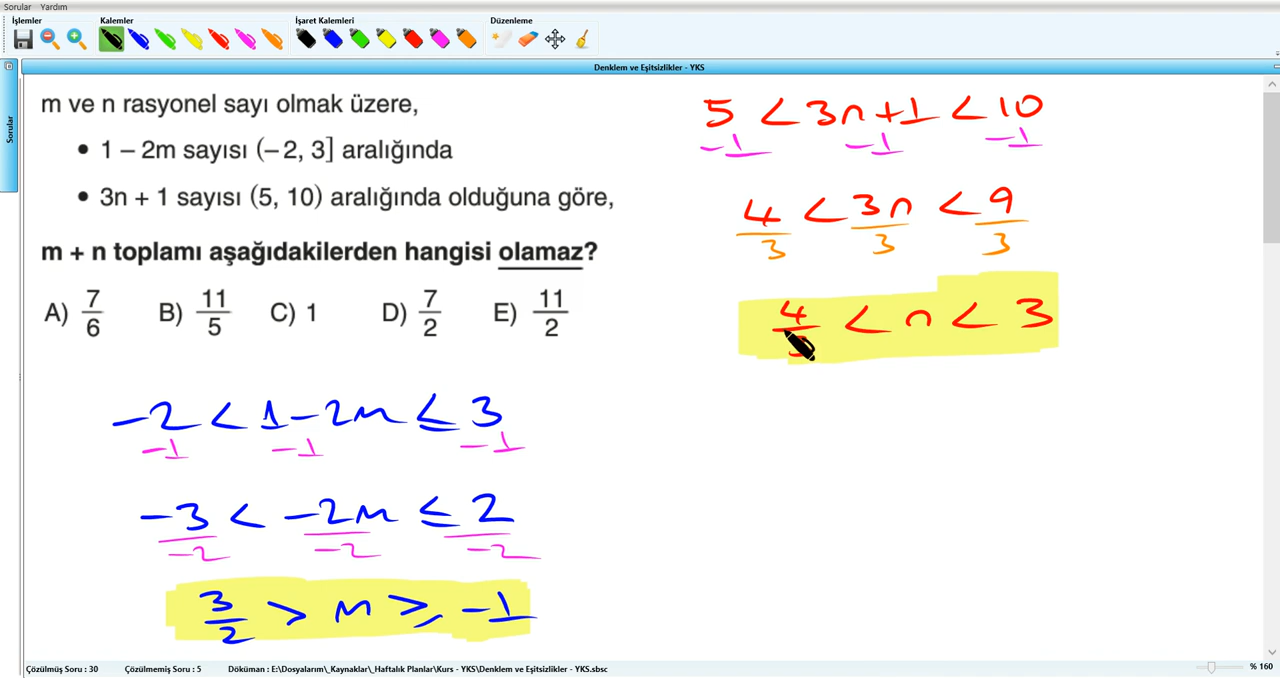 Sorular Yardım
İşlemler Kalemler İşaret Kalemleri Düzenleme
Denklem ve Eşitsizlikler - YKS
Sorular
m ve n rasyonel sayı olmak üzere,
• 1 – 2m sayısı (– 2, 3] aralığında
• 3n + 1 sayısı (5, 10) aralığında olduğuna göre,
m + n toplamı aşağıdakilerden hangisi olamaz?
A) 7/6 B) 11/5 C) 1 D) 7/2 E) 11/2
-2 < 1-2m ≤ 3
-1 -1 -1
-3 < -2m ≤ 2
-2 -2 -2
3/2 > m ≥ -1
5 < 3n+1 < 10
-1 -1 -1
4 < 3n < 9
3 3 3
4/3 < n < 3
Çözülmüş Soru : 30 Çözülmemiş Soru : 5 Döküman : E:\Dosyalarım\_Kaynaklar\_Haftalık Planlar\Kurs - YKS\Denklem ve Eşitsizlikler - YKS.sbsc % 160